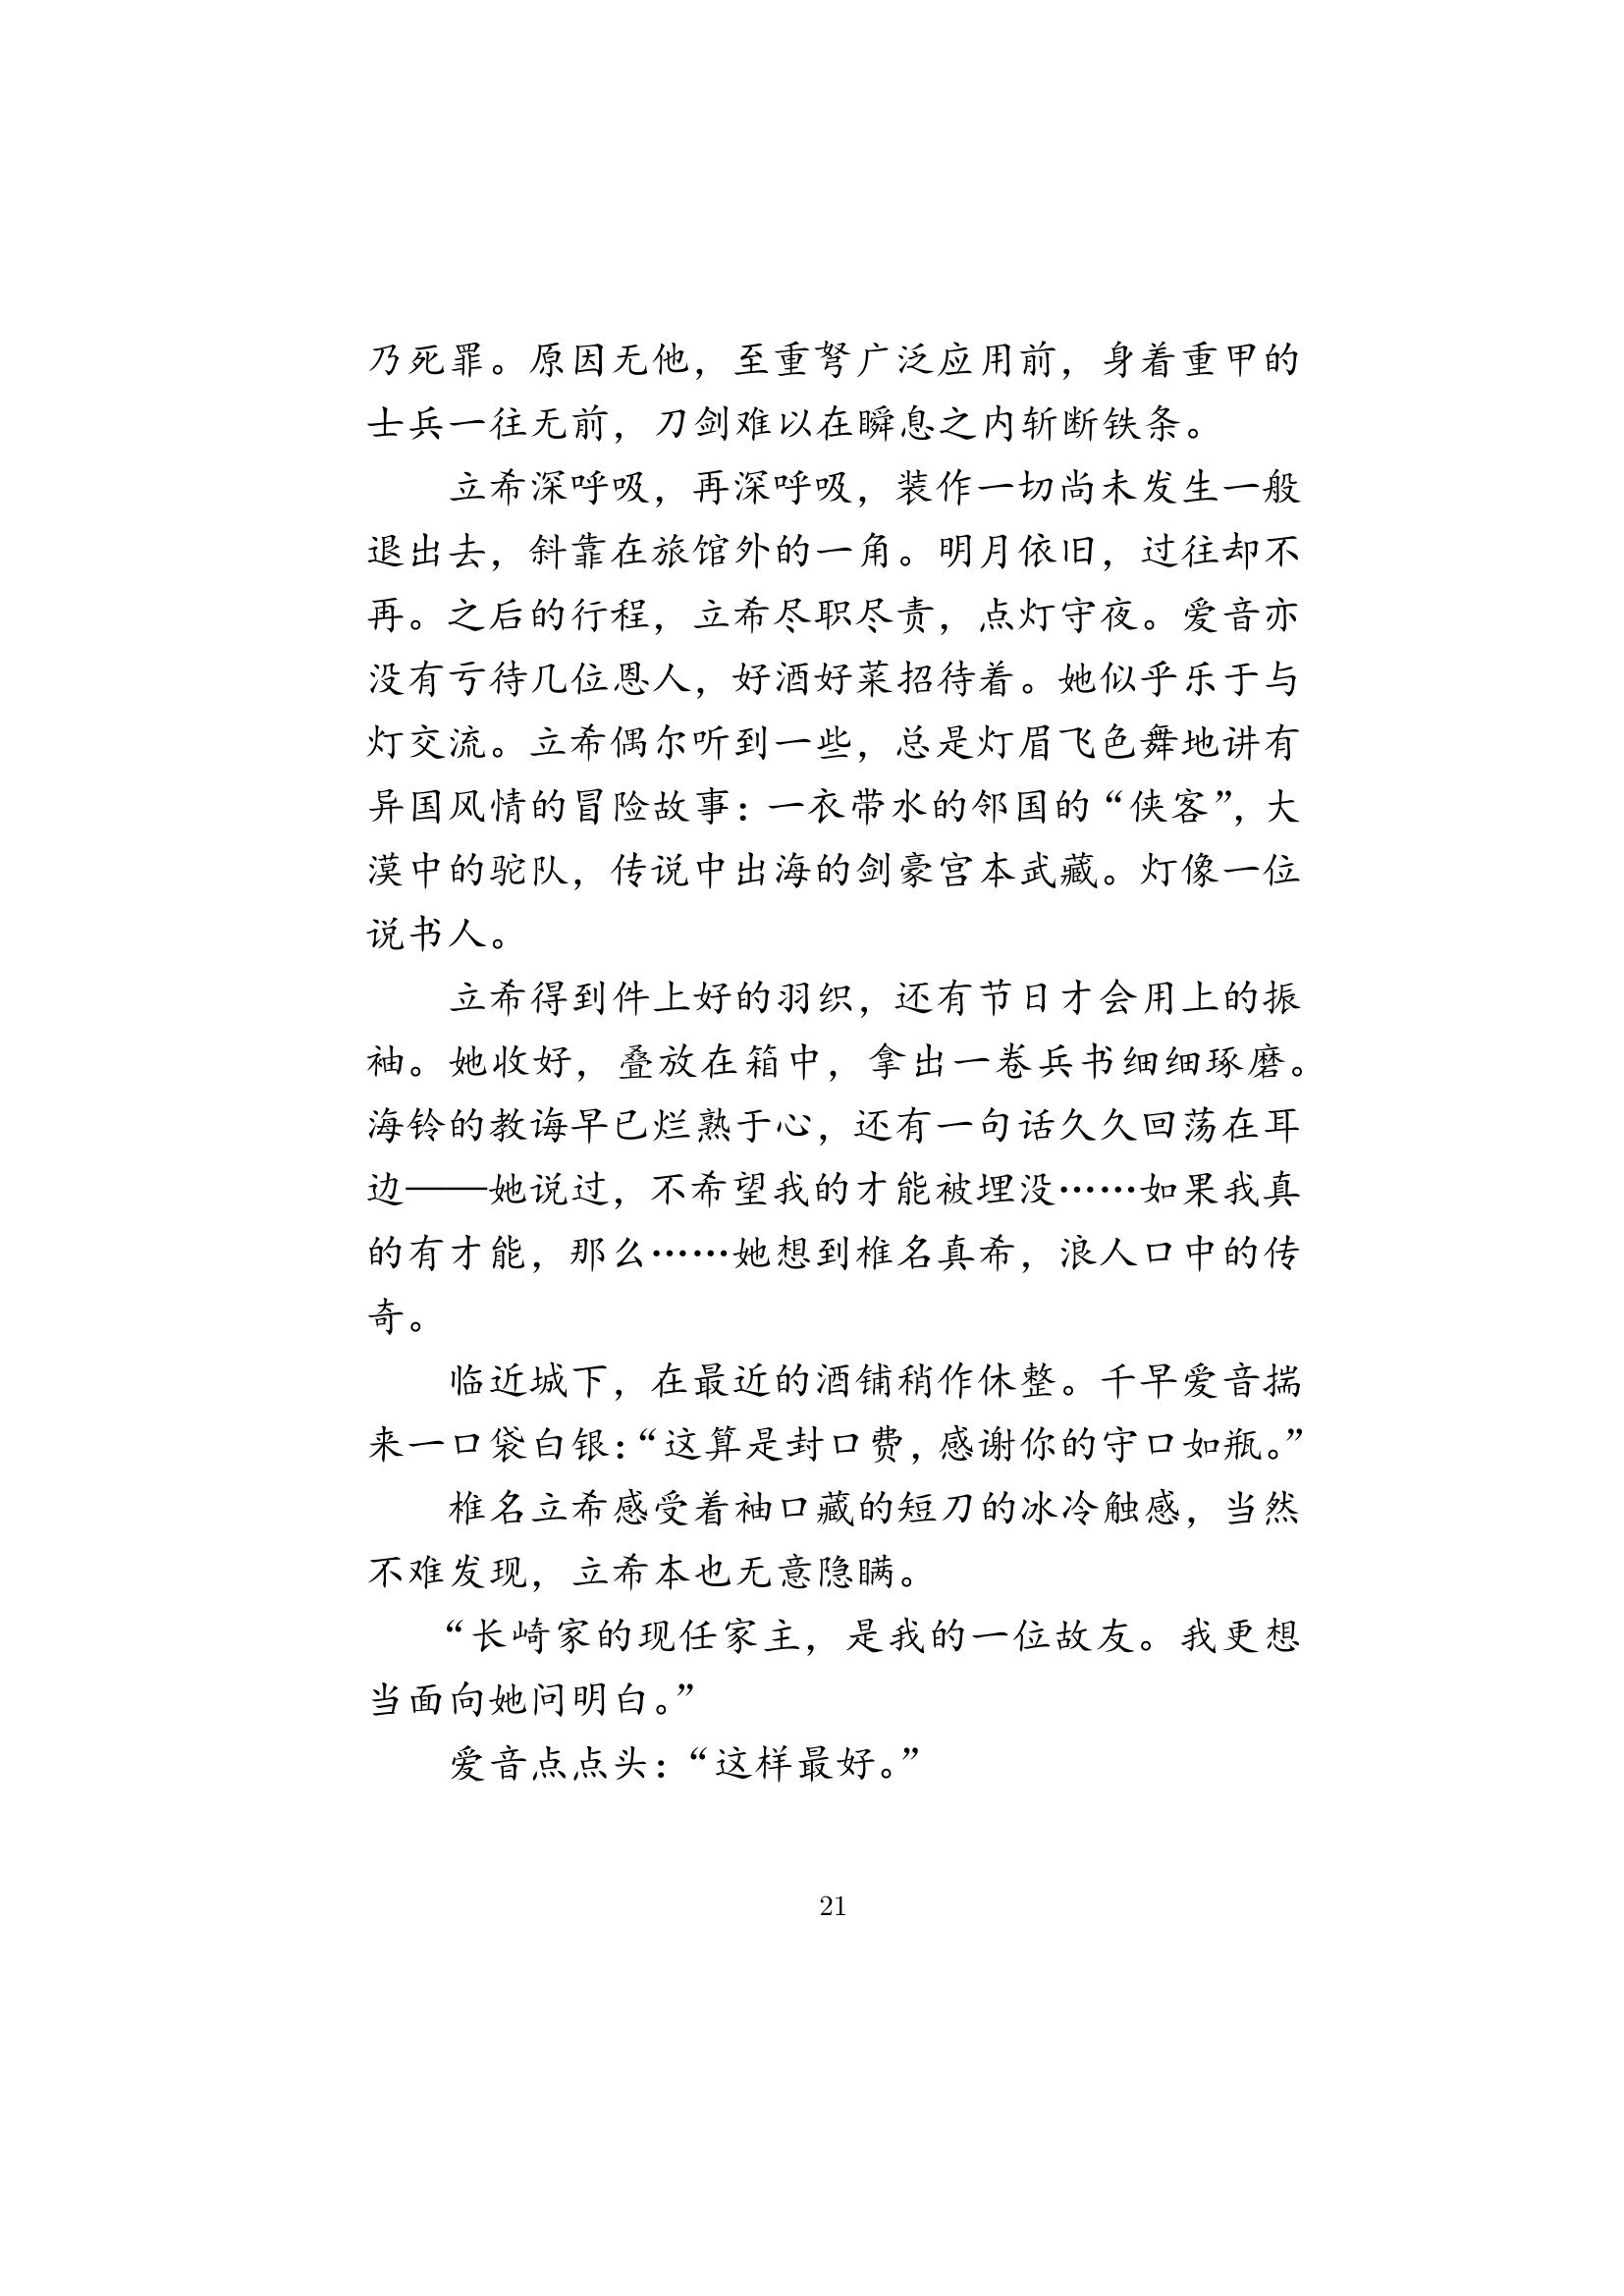 乃死罪。原因无他，至重弩广泛应用前，身着重甲的
士兵一往无前，刀剑难以在瞬息之内斩断铁条。
立希深呼吸，再深呼吸，装作一切尚未发生一般
退出去，斜靠在旅馆外的一角。明月依旧，过往却不
再。之后的行程，立希尽职尽责，点灯守夜。爱音亦
没有亏待几位恩人，好酒好菜招待着。她似乎乐于与
灯交流。立希偶尔听到一些，总是灯眉飞色舞地讲有
异国风情的冒险故事：一衣带水的邻国的“侠客”，大
漠中的驼队，传说中出海的剑豪宫本武藏。灯像一位
说书人。
立希得到件上好的羽织，还有节日才会用上的振
袖。她收好，叠放在箱中，拿出一卷兵书细细琢磨。
海铃的教诲早已烂熟于心，还有一句话久久回荡在耳
边——她说过，不希望我的才能被埋没……如果我真
的有才能，那么……她想到椎名真希，浪人口中的传
奇。
临近城下，在最近的酒铺稍作休整。千早爱音揣
来一口袋白银：“这算是封口费，感谢你的守口如瓶。”
椎名立希感受着袖口藏的短刀的冰冷触感，当然
不难发现，立希本也无意隐瞒。
“长崎家的现任家主，是我的一位故友。我更想
当面向她问明白。”
爱音点点头：“这样最好。”
21